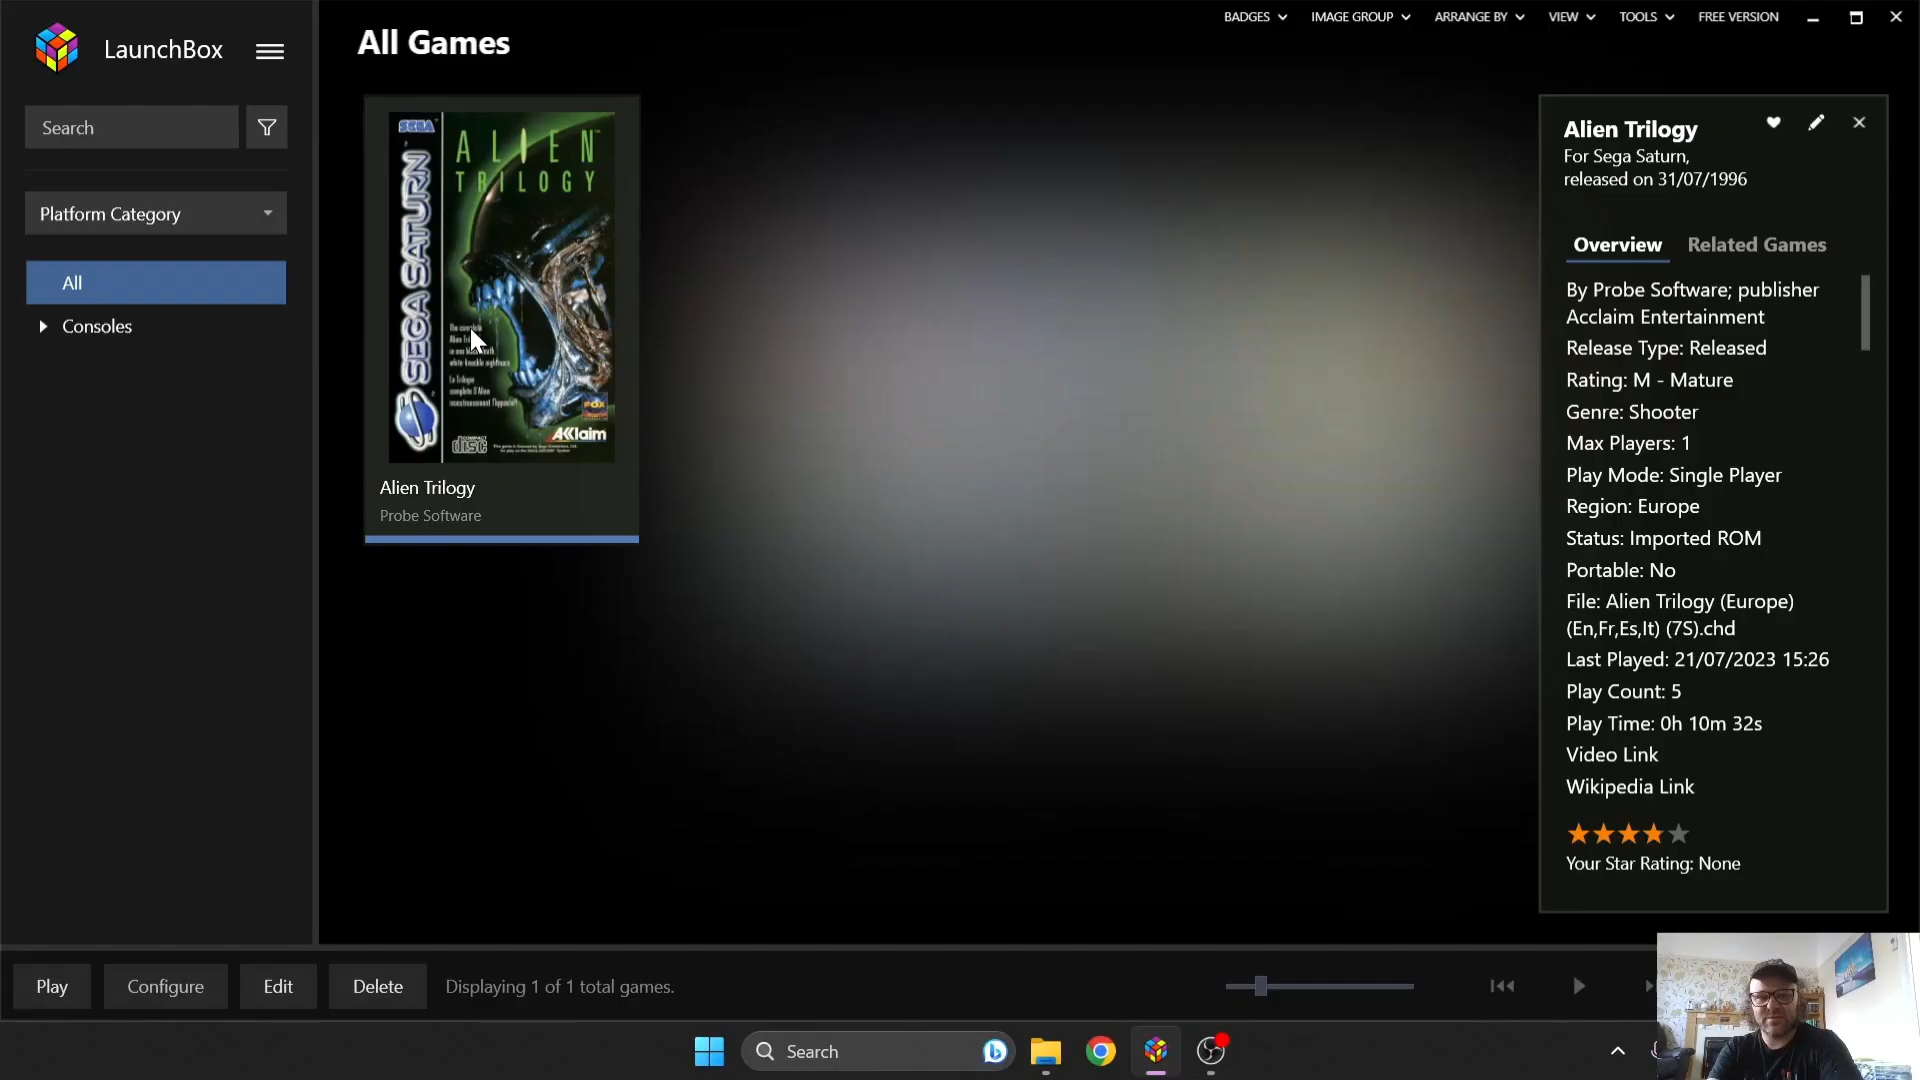 BADGES
IMAGE GROUP
ARRANGE BY
VIEW
TOOLS
FREE VERSION
LaunchBox
All Games
Search
Platform Category
All
Consoles
SEGA
SEGA SATURN
ALIEN
TRILOGY
COMPACT
disc
FOX
AKKlaim
Alien Trilogy
Probe Software
Alien Trilogy
For Sega Saturn,
released on 31/07/1996
Overview
Related Games
By Probe Software; publisher
Acclaim Entertainment
Release Type: Released
Rating: M - Mature
Genre: Shooter
Max Players: 1
Play Mode: Single Player
Region: Europe
Status: Imported ROM
Portable: No
File: Alien Trilogy (Europe)
(En,Fr,Es,It) (7S).chd
Last Played: 21/07/2023 15:26
Play Count: 5
Play Time: 0h 10m 32s
Video Link
Wikipedia Link
Your Star Rating: None
Play
Configure
Edit
Delete
Displaying 1 of 1 total games.
Search